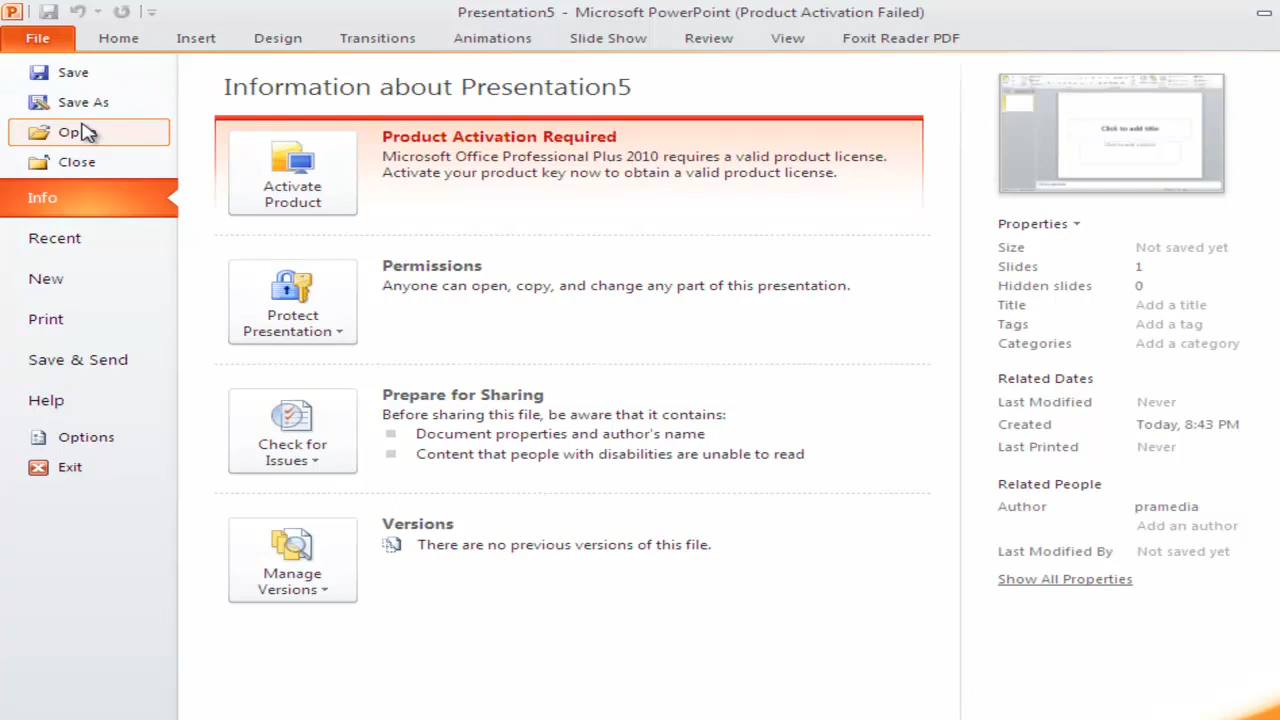 Presentation5 - Microsoft PowerPoint (Product Activation Failed)
File Home Insert Design Transitions Animations Slide Show Review View Foxit Reader PDF
Save
Save As
Close
Info
Recent
New
Print
Save & Send
Help
Options
Exit
Information about Presentation5
Activate
Product
Product Activation Required
Microsoft Office Professional Plus 2010 requires a valid product license.
Activate your product key now to obtain a valid product license.
Protect
Presentation
Permissions
Anyone can open, copy, and change any part of this presentation.
Check for
Issues
Prepare for Sharing
Before sharing this file, be aware that it contains:
Document properties and author's name
Content that people with disabilities are unable to read
Manage
Versions
Versions
There are no previous versions of this file.
Click to add title
Click to add subtitle
Properties
Size Not saved yet
Slides 1
Hidden slides 0
Title Add a title
Tags Add a tag
Categories Add a category
Related Dates
Last Modified Never
Created Today, 8:43 PM
Last Printed Never
Related People
Author pramedia
Add an author
Last Modified By Not saved yet
Show All Properties